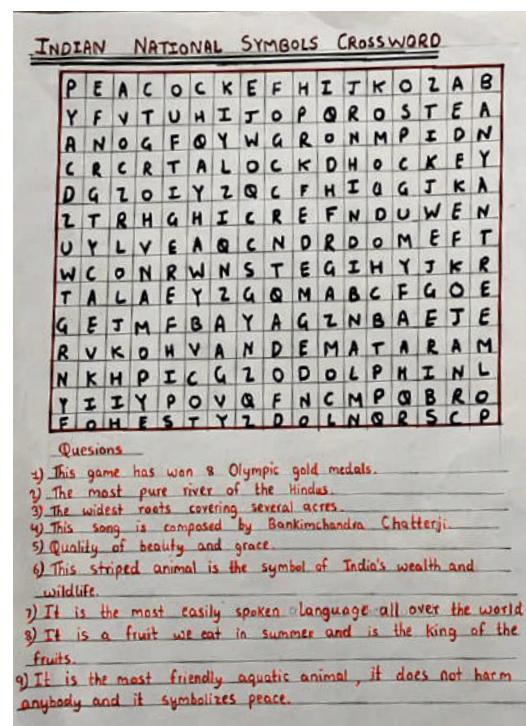 INDIAN NATIONAL SYMBOLS CROSSWORD
P E A C O C K E F H I J K O Z A B
Y F V T U H I J O P Q R O S T E A
A N O G F Q Y W G R O N M P I D N
C R C R T A L O C K D H O C K E Y
D G Z O I Y Z Q C F H I Q G J K A
Z T R H G H I C R E F N D U W E N
U Y L V E A Q C N D R D O M E F T
W C O N R W N S T E G I H Y J K R
T A L A E Y Z G Q M A B C F G O E
G E J M F B A Y A G Z N B A E J E
R V K O H V A N D E M A T A R A M
N K H P I C G Z O D O L P H I N L
Y I I Y P O V Q F N C M P Q B R O
F O H E S T Y Z D O L N Q R S C P
Quesions
1) This game has won 8 Olympic gold medals.
2) The most pure river of the Hindus.
3) The widest roots covering several acres.
4) This song is composed by Bankimchandra Chatterji.
5) Quality of beauty and grace.
6) This striped animal is the symbol of India's wealth and
wildlife.
7) It is the most easily spoken language all over the world
8) It is a fruit we eat in summer and is the king of the
fruits.
9) It is the most friendly aquatic animal, it does not harm
anybody and it symbolizes peace.